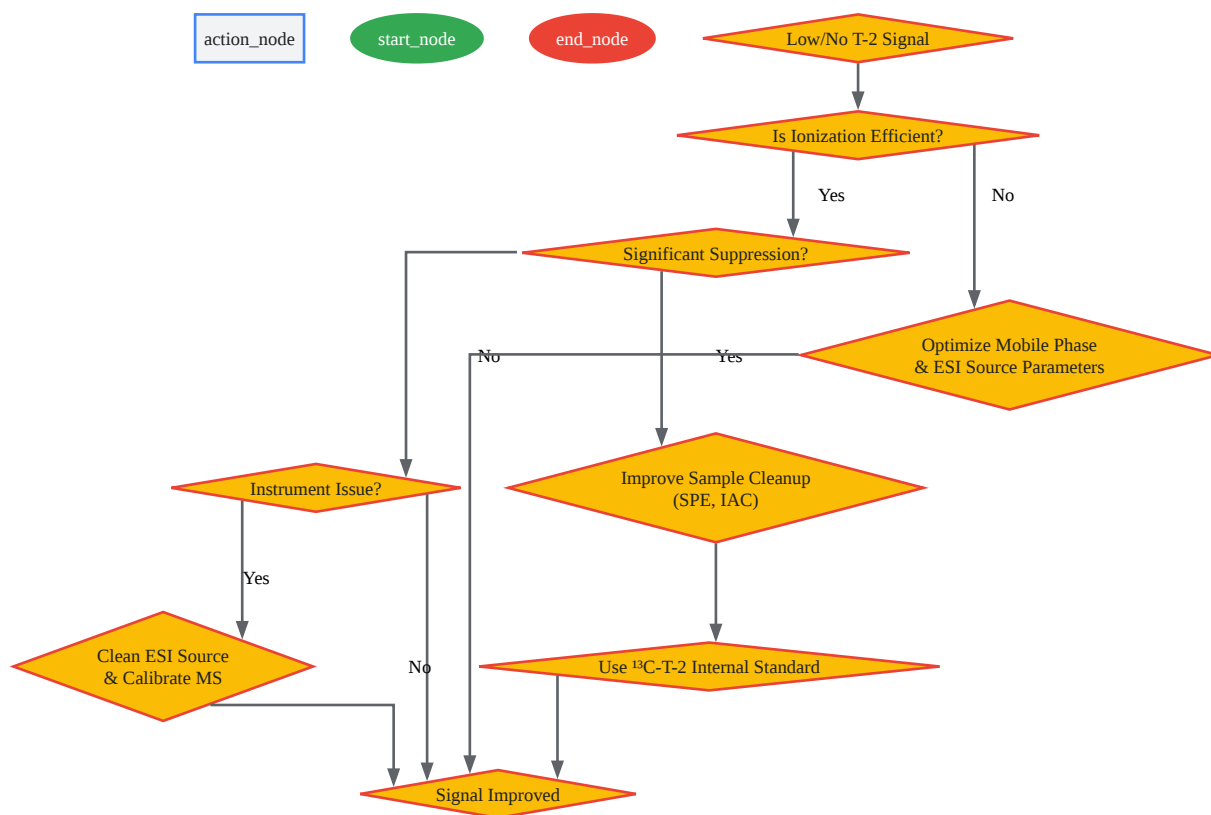 action_node
start_node
end_node
Low/No T-2 Signal
Is Ionization Efficient?
Yes
No
Significant Suppression?
Optimize Mobile Phase
& ESI Source Parameters
No
Yes
Improve Sample Cleanup
(SPE, IAC)
Instrument Issue?
Yes
No
Clean ESI Source
& Calibrate MS
Use ¹³C-T-2 Internal Standard
Signal Improved